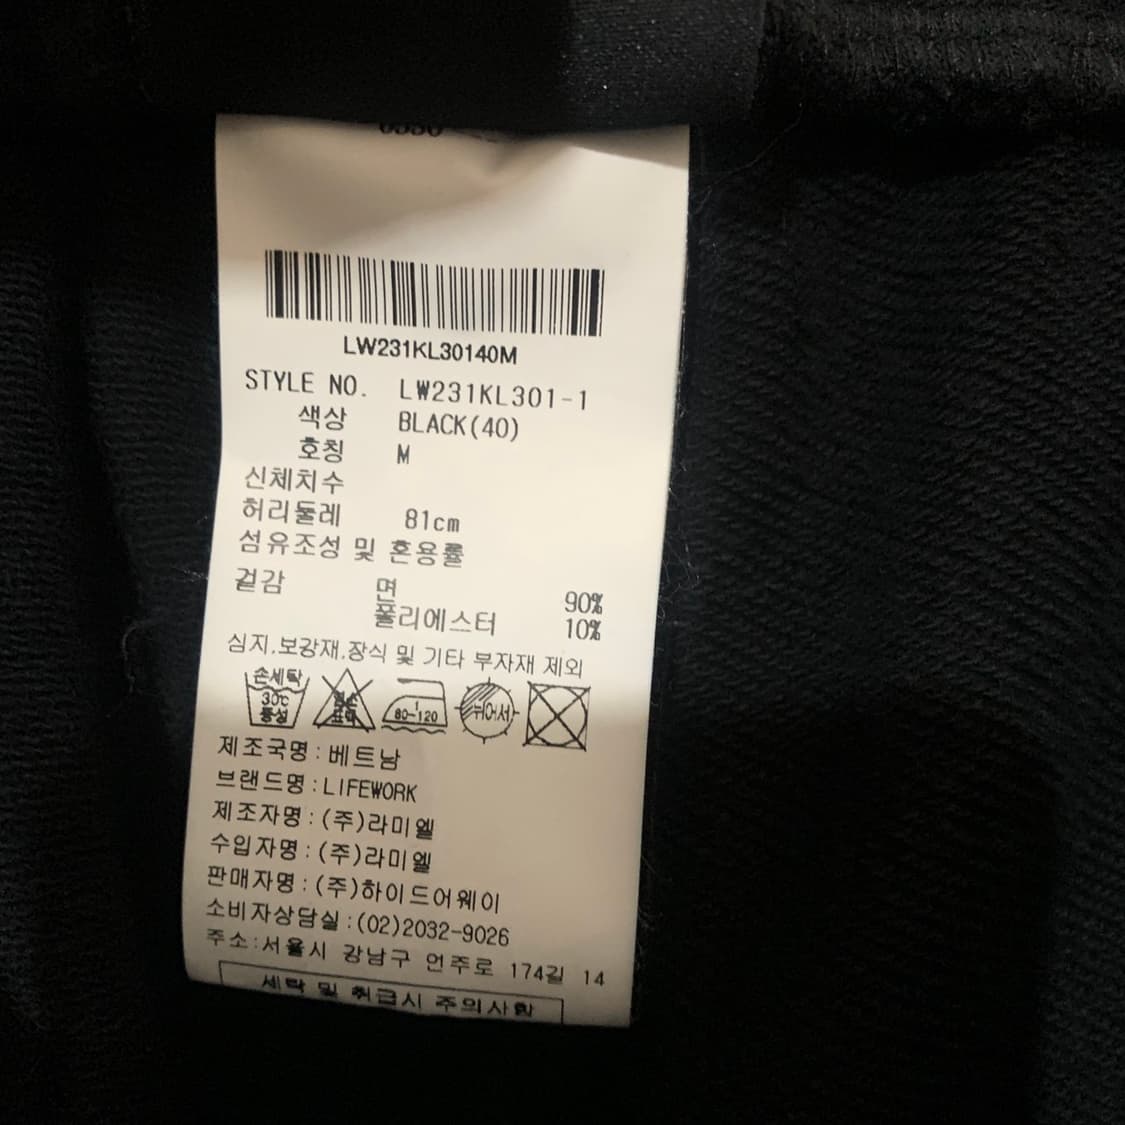 LW231KL30140M
STYLE NO. LW231KL301-1
색상 BLACK(40)
호칭 M
신체치수
허리둘레 81cm
섬유조성 및 혼용률
겉감 면 90%
폴리에스터 10%
심지.보강재.장식 및 기타 부자재 제외
손세탁
30℃
중성
염소
표백
80-120
뉘어서
제조국명:베트남
브랜드명:LIFEWORK
제조자명:(주)라미엘
수입자명:(주)라미엘
판매자명:(주)하이드어웨이
소비자상담실:(02)2032-9026
주소:서울시 강남구 언주로 174길 14
세탁 및 취급시 주의사항